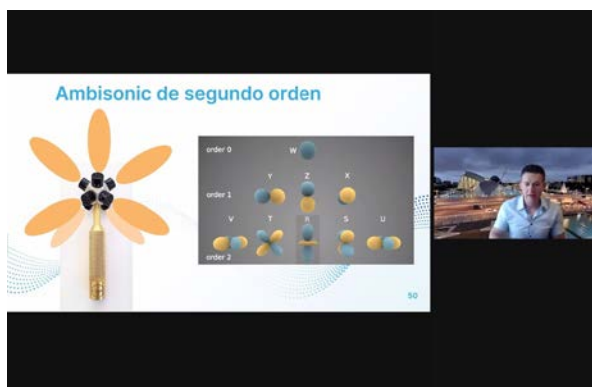 Ambisonic de segundo orden
order 0
W
Y Z X
order 1
V T R S U
order 2
50